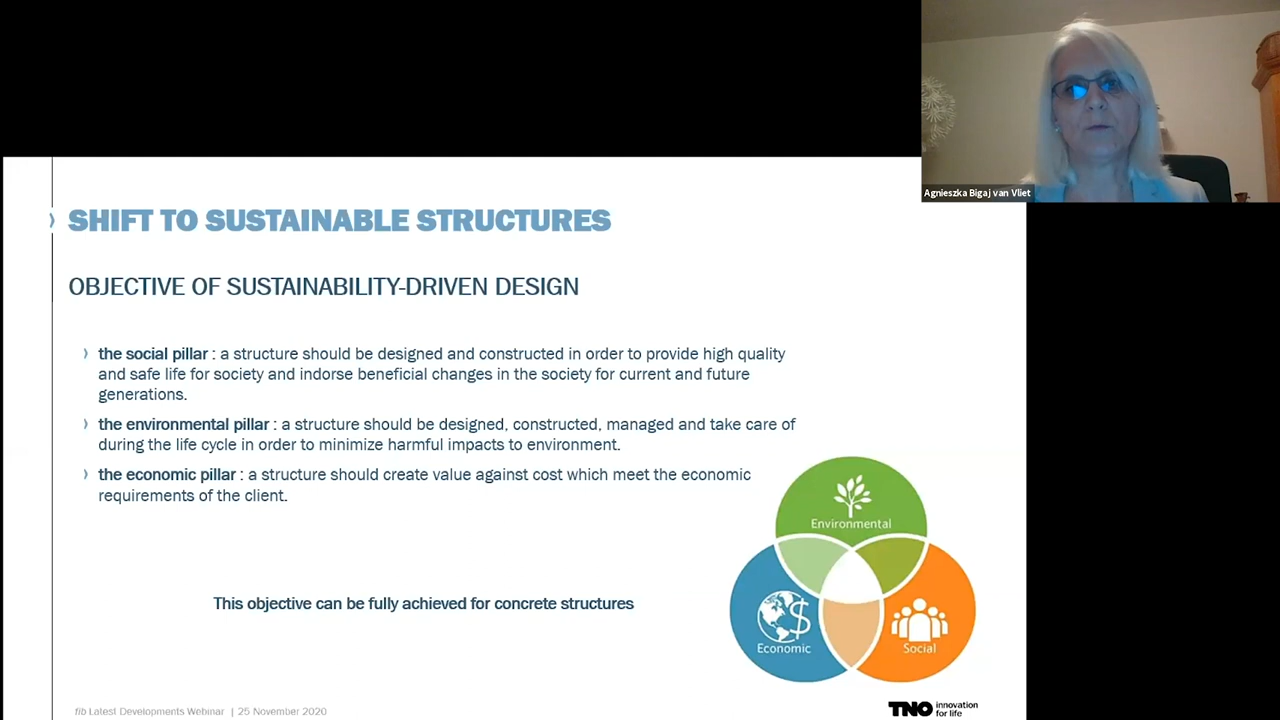 Agnieszka Bigaj van Vliet
SHIFT TO SUSTAINABLE STRUCTURES
OBJECTIVE OF SUSTAINABILITY-DRIVEN DESIGN
› the social pillar : a structure should be designed and constructed in order to provide high quality
and safe life for society and indorse beneficial changes in the society for current and future
generations.
› the environmental pillar : a structure should be designed, constructed, managed and take care of
during the life cycle in order to minimize harmful impacts to environment.
› the economic pillar : a structure should create value against cost which meet the economic
requirements of the client.
Environmental
Economic
Social
This objective can be fully achieved for concrete structures
fib Latest Developments Webinar | 25 November 2020
TNO innovation
for life